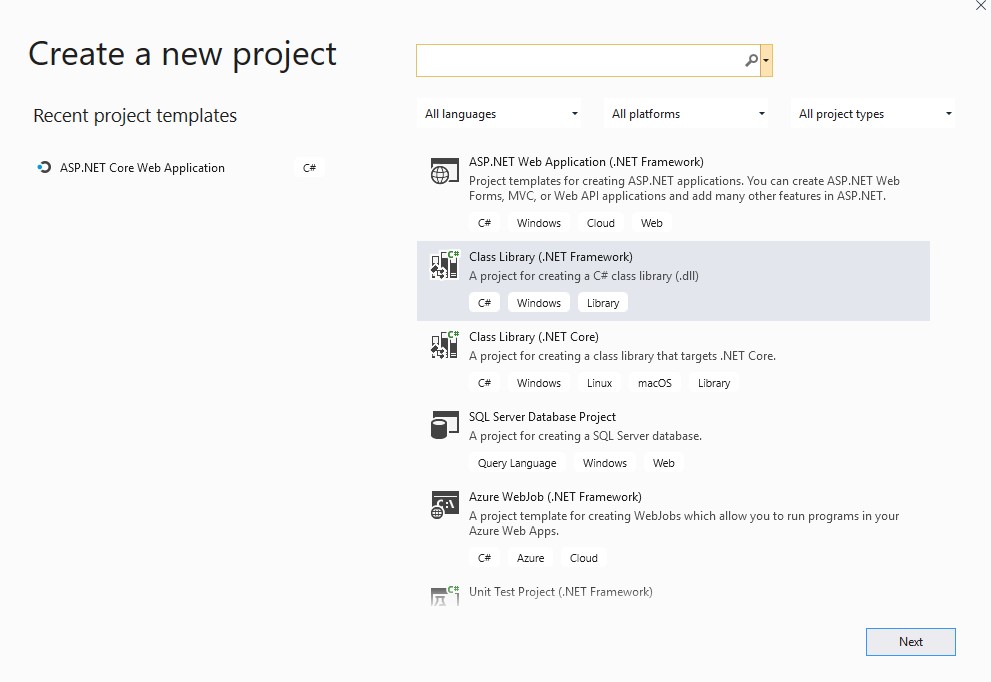 Create a new project
Recent project templates
ASP.NET Core Web Application C#
All languages All platforms All project types
ASP.NET Web Application (.NET Framework)
Project templates for creating ASP.NET applications. You can create ASP.NET Web
Forms, MVC, or Web API applications and add many other features in ASP.NET.
C# Windows Cloud Web
Class Library (.NET Framework)
A project for creating a C# class library (.dll)
C# Windows Library
Class Library (.NET Core)
A project for creating a class library that targets .NET Core.
C# Windows Linux macOS Library
SQL Server Database Project
A project for creating a SQL Server database.
Query Language Windows Web
Azure WebJob (.NET Framework)
A project template for creating WebJobs which allow you to run programs in your
Azure Web Apps.
C# Azure Cloud
Unit Test Project (.NET Framework)
Next